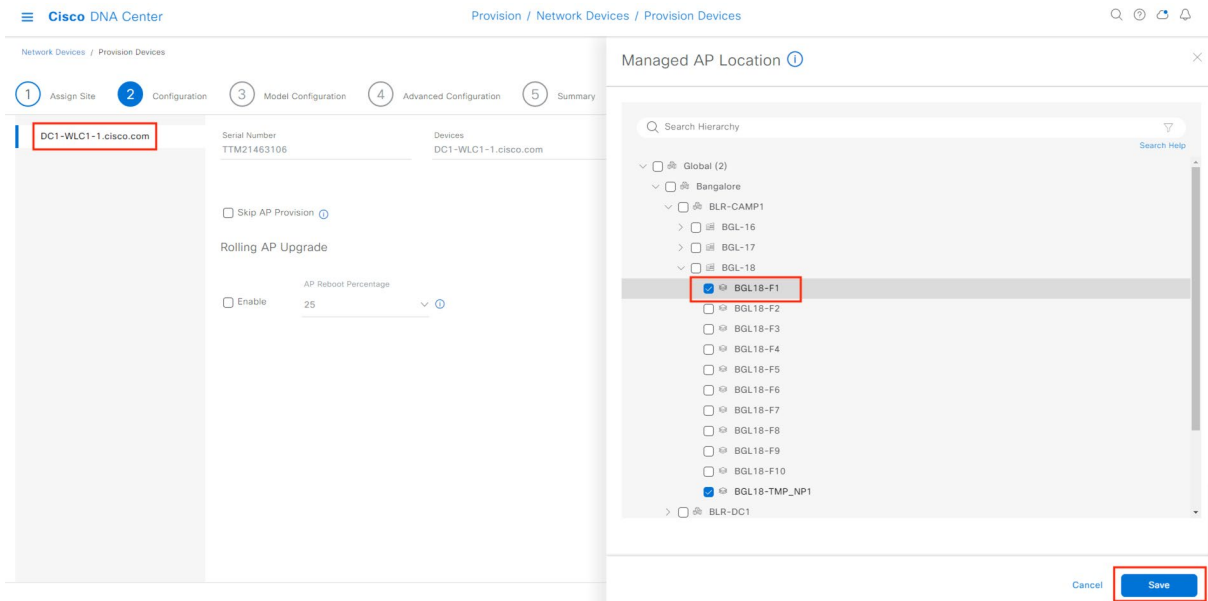 Cisco DNA Center
Provision / Network Devices / Provision Devices
Network Devices / Provision Devices
1 Assign Site 2 Configuration 3 Model Configuration 4 Advanced Configuration 5 Summary
DC1-WLC1-1.cisco.com
Serial Number
TTM21463106
Devices
DC1-WLC1-1.cisco.com
Skip AP Provision
Rolling AP Upgrade
Enable
AP Reboot Percentage
25
Managed AP Location
Search Hierarchy
Search Help
Global (2)
Bangalore
BLR-CAMP1
BGL-16
BGL-17
BGL-18
BGL18-F1
BGL18-F2
BGL18-F3
BGL18-F4
BGL18-F5
BGL18-F6
BGL18-F7
BGL18-F8
BGL18-F9
BGL18-F10
BGL18-TMP_NP1
BLR-DC1
Cancel Save